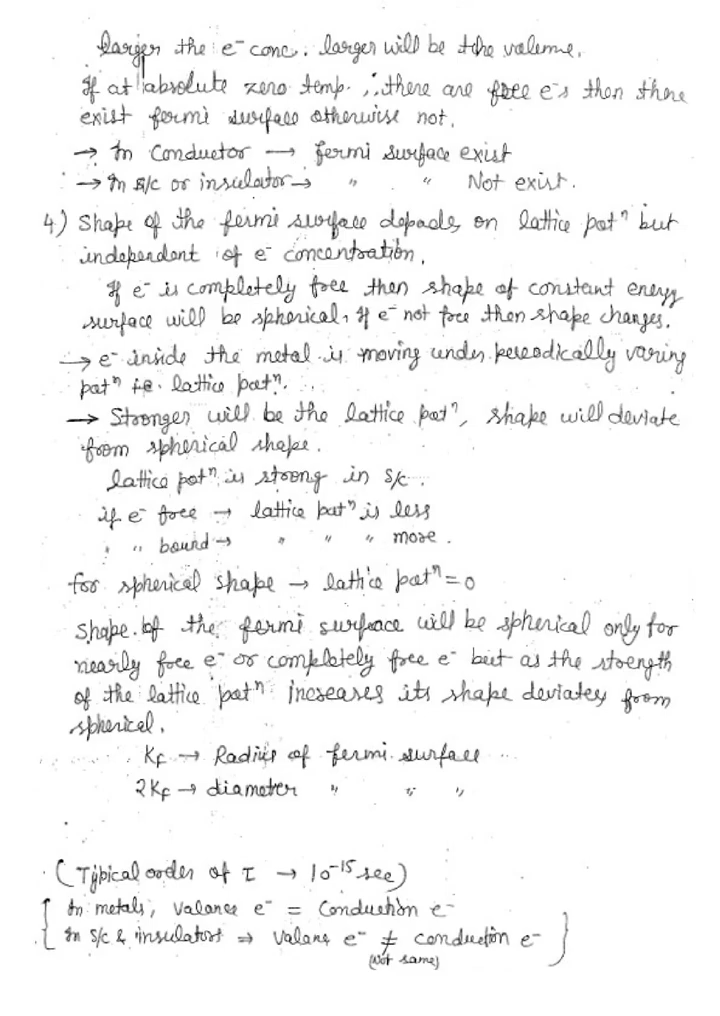 larger the e⁻ conc. larger will be the valeme.
If at absolute zero temp. , there are free e's then there
exist fermi surface otherwise not.
→ In Conductor → fermi surface exist
→ In s/c or insulator → " " Not exist.
4) Shape of the fermi surface depends on lattice potⁿ but
independent of e⁻ concentration.
If e⁻ is completely free then shape of constant energy
surface will be spherical, If e⁻ not free then shape changes.
→ e⁻ inside the metal is moving under pereodically varing
potⁿ ie. lattice potⁿ.
→ Stronger will be the lattice potⁿ, shake will deviate
from spherical shape.
lattice potⁿ is strong in s/c.
if e⁻ free → lattice potⁿ is less
" " bound → " " " more.
for spherical shape → lattice potⁿ = 0
Shape of the fermi surface will be spherical only for
nearly free e⁻ or completely free e⁻ but as the strength
of the lattice potⁿ increases its shape deviates from
spherical.
K_F → Radius of fermi surface
2K_F → diameter " " "
(Typical order of τ → 10⁻¹⁵ sec)
{ In metals, valance e⁻ = Conduction e⁻
In s/c & insulators ⇒ valans e⁻ ≠ conduction e⁻ }
(Not same)